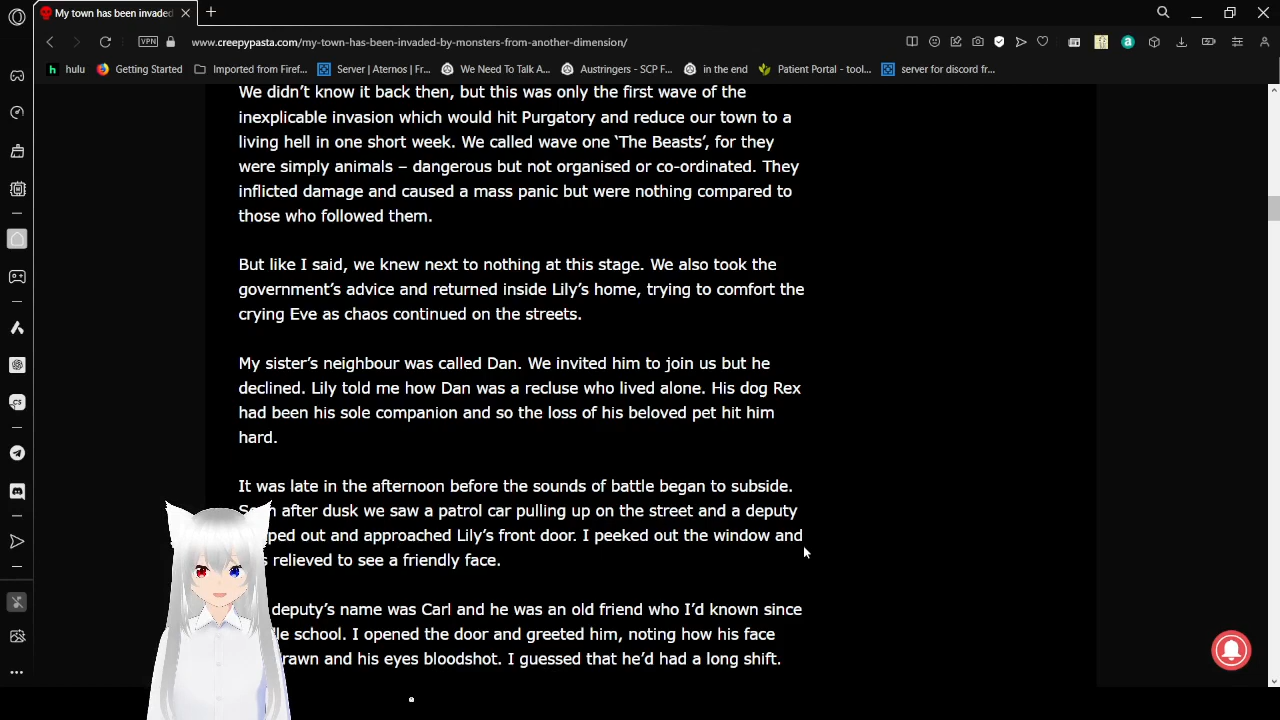 My town has been invaded
VPN
www.creepypasta.com/my-town-has-been-invaded-by-monsters-from-another-dimension/
hulu
Getting Started
Imported from Firef...
Server | Aternos | Fr...
We Need To Talk A...
Austringers - SCP F...
in the end
Patient Portal - tool...
server for discord fr...
We didn't know it back then, but this was only the first wave of the
inexplicable invasion which would hit Purgatory and reduce our town to a
living hell in one short week. We called wave one ‘The Beasts’, for they
were simply animals – dangerous but not organised or co-ordinated. They
inflicted damage and caused a mass panic but were nothing compared to
those who followed them.
But like I said, we knew next to nothing at this stage. We also took the
government's advice and returned inside Lily's home, trying to comfort the
crying Eve as chaos continued on the streets.
My sister's neighbour was called Dan. We invited him to join us but he
declined. Lily told me how Dan was a recluse who lived alone. His dog Rex
had been his sole companion and so the loss of his beloved pet hit him
hard.
It was late in the afternoon before the sounds of battle began to subside.
after dusk we saw a patrol car pulling up on the street and a deputy
out and approached Lily's front door. I peeked out the window and
relieved to see a friendly face.
deputy's name was Carl and he was an old friend who I'd known since
school. I opened the door and greeted him, noting how his face
and his eyes bloodshot. I guessed that he'd had a long shift.